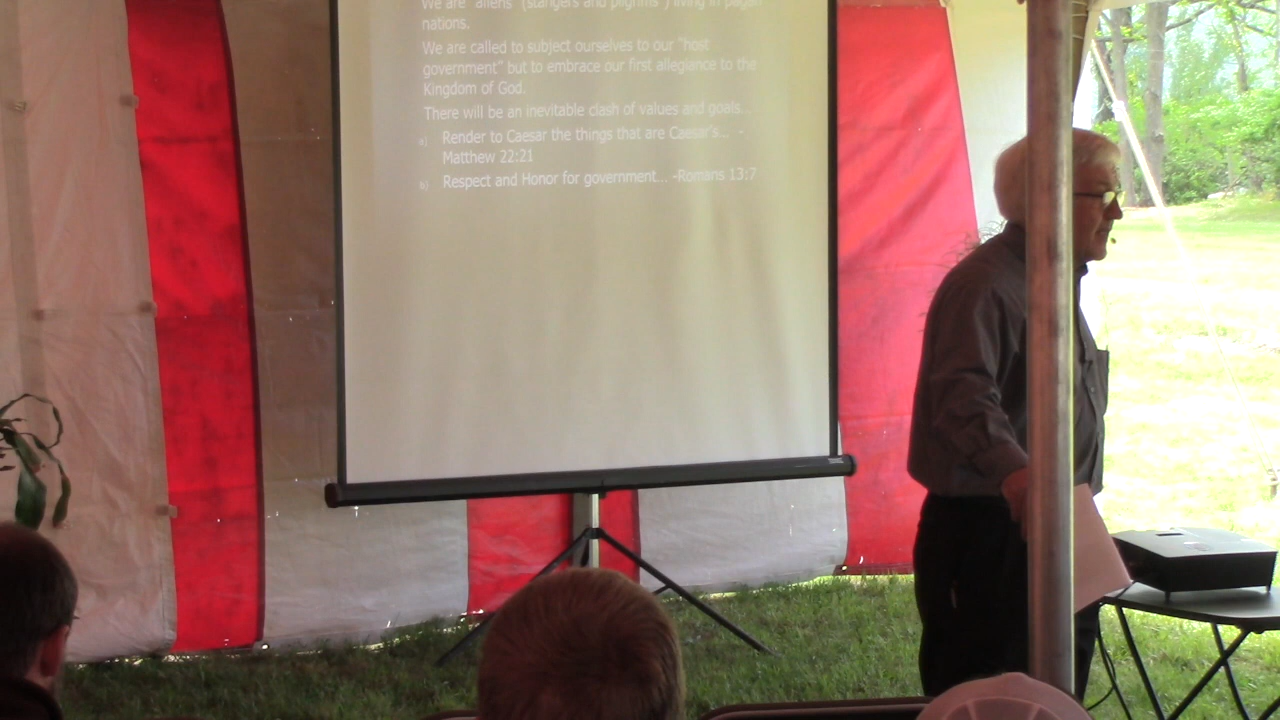 We are "aliens" (stangers and pilgrims") living in pagan
nations.
We are called to subject ourselves to our "host
government" but to embrace our first allegiance to the
Kingdom of God.
There will be an inevitable clash of values and goals...
a) Render to Caesar the things that are Caesar's... -
Matthew 22:21
b) Respect and Honor for government... -Romans 13:7